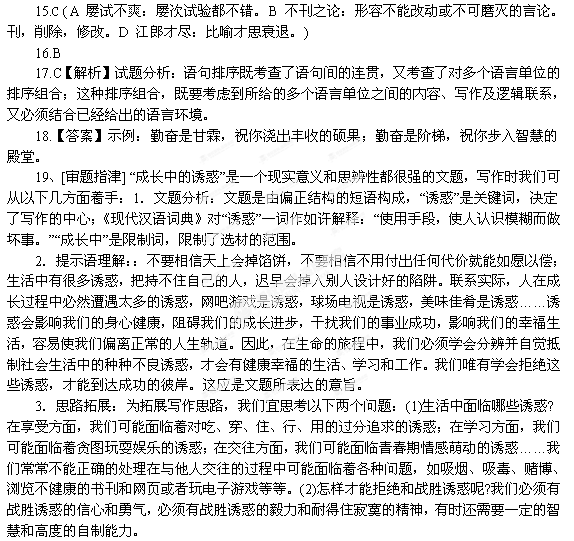 15.C ( A 屡试不爽：屡次试验都不错。B 不刊之论：形容不能改动或不可磨灭的言论。
刊，削除，修改。D 江郎才尽：比喻才思衰退。)
16.B
17.C【解析】试题分析：语句排序既考查了语句间的连贯，又考查了对多个语言单位的
排序组合；这种排序组合，既要考虑到所给的多个语言单位之间的内容、写作及逻辑联系，
又必须结合已经给出的语言环境。
18.【答案】示例：勤奋是甘霖，祝你浇出丰收的硕果；勤奋是阶梯，祝你步入智慧的
殿堂。
19、[审题指津] “成长中的诱惑”是一个现实意义和思辨性都很强的文题，写作时我们可
从以下几方面着手：1．文题分析：文题是由偏正结构的短语构成，“诱惑”是关键词，决定
了写作的中心；《现代汉语词典》对“诱惑”一词作如许解释：“使用手段，使人认识模糊而做
坏事。”“成长中”是限制词，限制了选材的范围。
2．提示语理解：：不要相信天上会掉馅饼，不要相信不用付出任何代价就能如愿以偿；
生活中有很多诱惑，把持不住自己的人，迟早会掉入别人设计好的陷阱。联系实际，人在成
长过程中必然遭遇太多的诱惑，网吧游戏是诱惑，球场电视是诱惑，美味佳肴是诱惑……诱
惑会影响我们的身心健康，阻碍我们的成长进步，干扰我们的事业成功，影响我们的幸福生
活，容易使我们偏离正常的人生轨道。因此，在生命的旅程中，我们必须学会分辨并自觉抵
制社会生活中的种种不良诱惑，才会有健康幸福的生活、学习和工作。我们唯有学会拒绝这
些诱惑，才能到达成功的彼岸。这应是文题所表达的意旨。
3．思路拓展：为拓展写作思路，我们宜思考以下两个问题：(1)生活中面临哪些诱惑?
在享受方面，我们可能面临着对吃、穿、住、行、用的过分追求的诱惑；在学习方面，我们
可能面临着贪图玩耍娱乐的诱惑；在交往方面，我们可能面临青春期情感萌动的诱惑……我
们常常不能正确的处理在与他人交往的过程中可能面临着各种问题，如吸烟、吸毒、赌博、
浏览不健康的书刊和网页或者玩电子游戏等等。(2)怎样才能拒绝和战胜诱惑呢?我们必须有
战胜诱惑的信心和勇气，必须有战胜诱惑的毅力和耐得住寂寞的精神，有时还需要一定的智
慧和高度的自制能力。